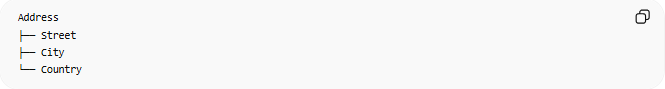 Address
├── Street
├── City
└── Country